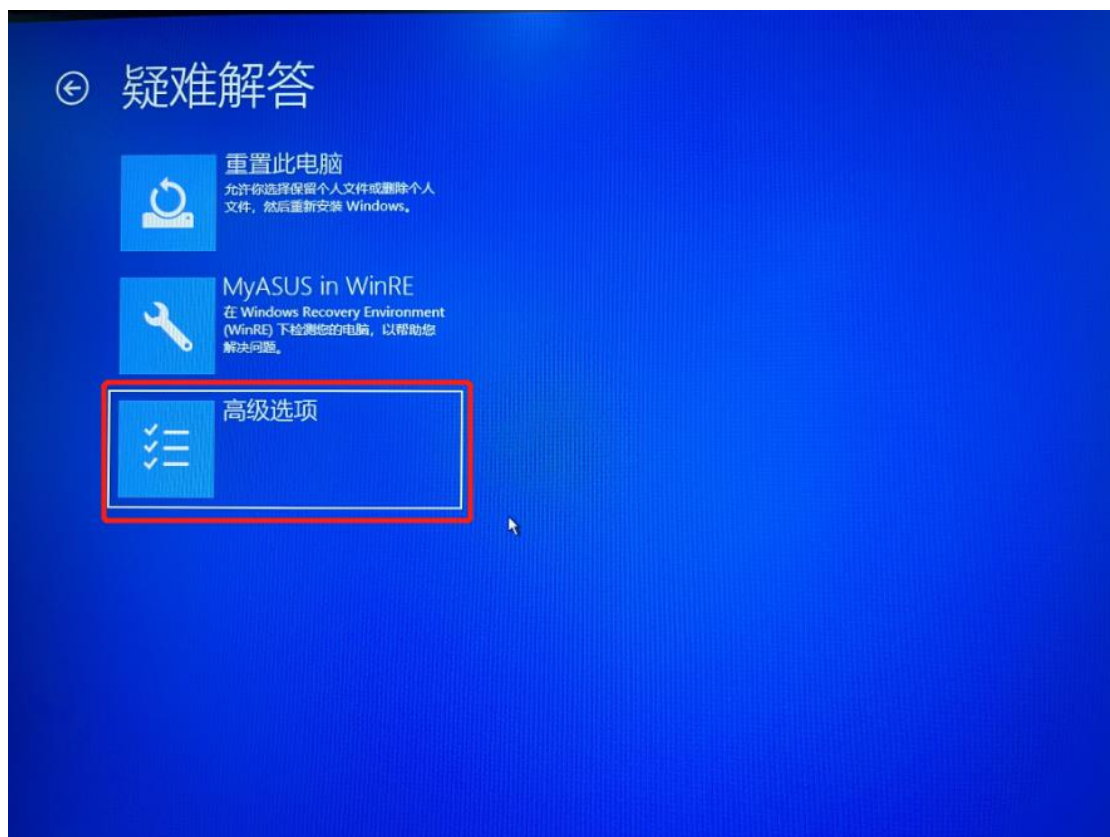 疑难解答
重置此电脑
允许你选择保留个人文件或删除个人
文件，然后重新安装 Windows。
MyASUS in WinRE
在 Windows Recovery Environment
(WinRE) 下检测您的电脑，以帮助您
解决问题。
高级选项